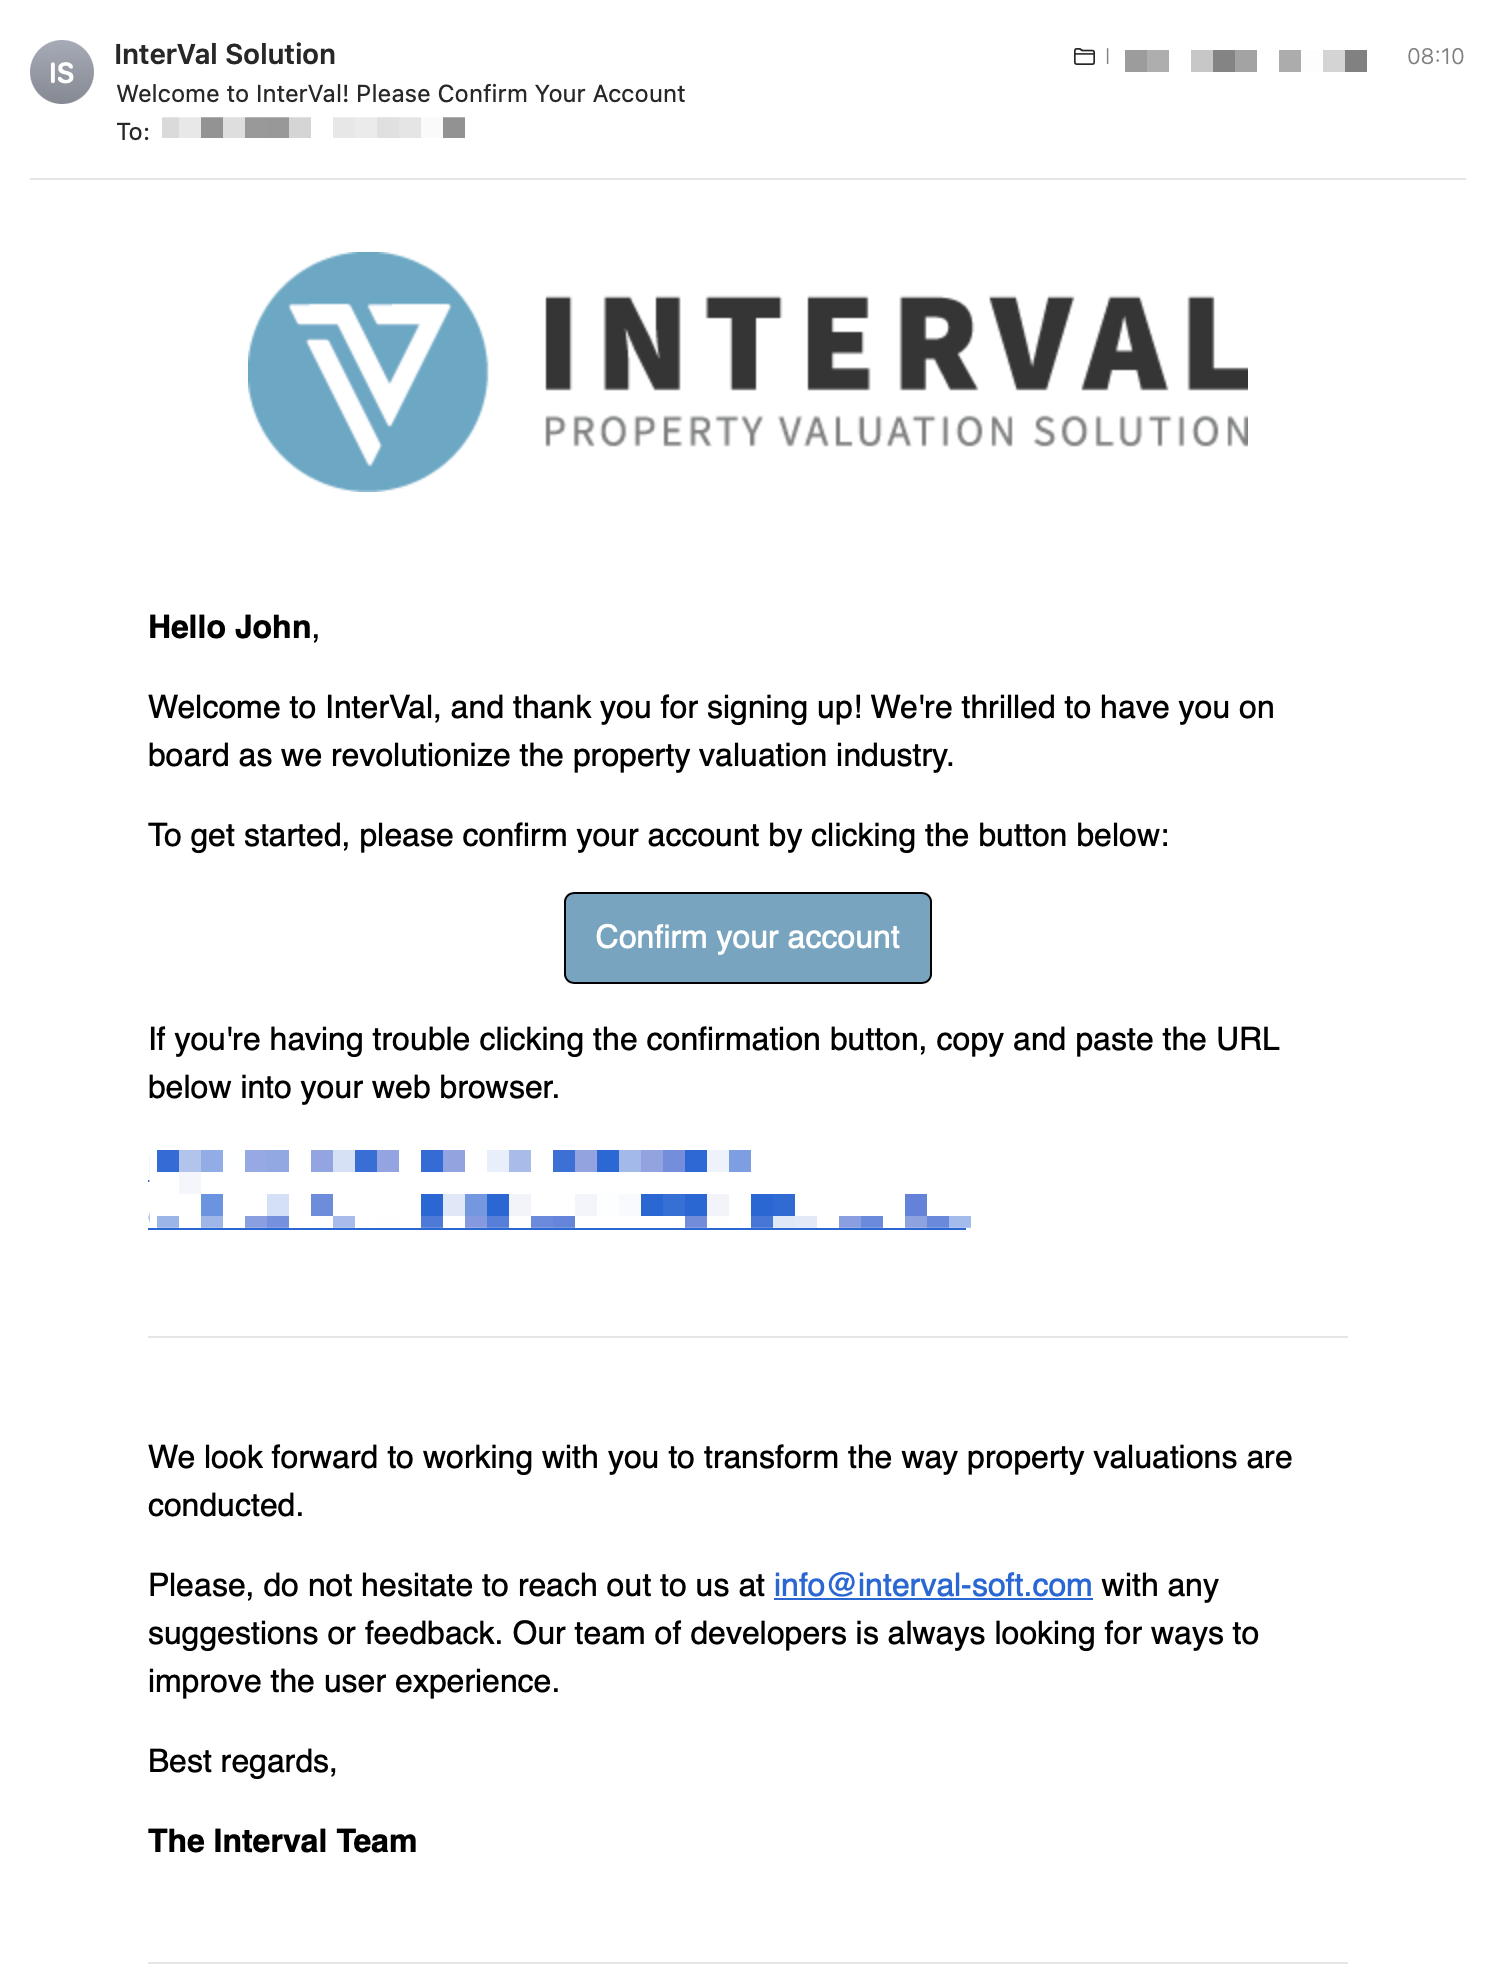 IS
InterVal Solution
08:10
Welcome to InterVal! Please Confirm Your Account
To:
INTERVAL
PROPERTY VALUATION SOLUTION
Hello John,
Welcome to InterVal, and thank you for signing up! We're thrilled to have you on
board as we revolutionize the property valuation industry.
To get started, please confirm your account by clicking the button below:
Confirm your account
If you're having trouble clicking the confirmation button, copy and paste the URL
below into your web browser.
We look forward to working with you to transform the way property valuations are
conducted.
Please, do not hesitate to reach out to us at info@interval-soft.com with any
suggestions or feedback. Our team of developers is always looking for ways to
improve the user experience.
Best regards,
The Interval Team